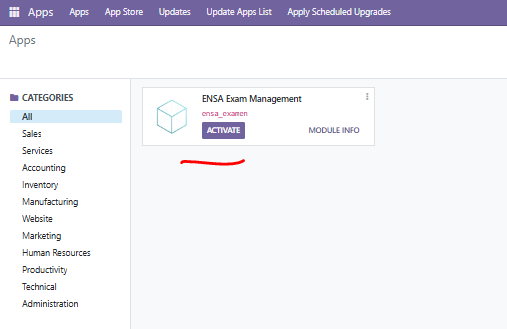 Apps Apps App Store Updates Update Apps List Apply Scheduled Upgrades
Apps
CATEGORIES
All
Sales
Services
Accounting
Inventory
Manufacturing
Website
Marketing
Human Resources
Productivity
Technical
Administration
ENSA Exam Management
ensa_examen
ACTIVATE MODULE INFO